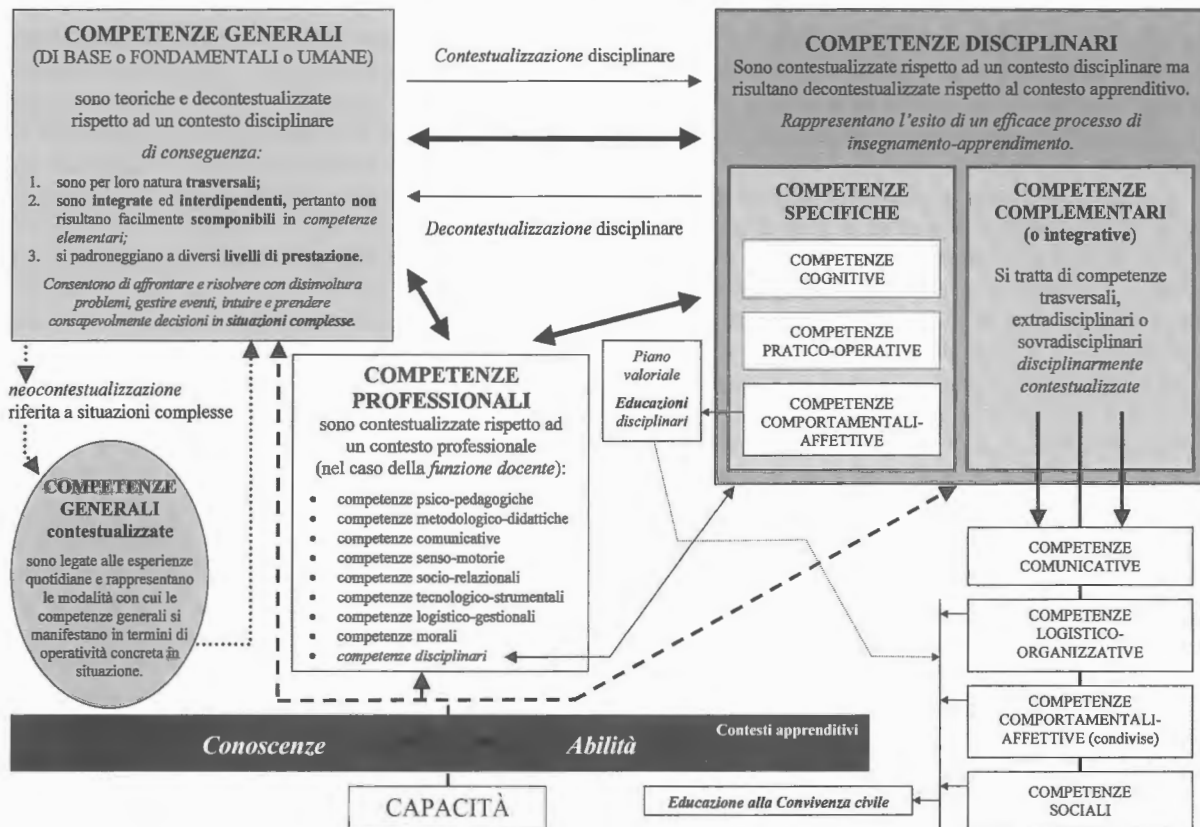 COMPETENZE GENERALI
(DI BASE o FONDAMENTALI o UMANE)
sono teoriche e decontestualizzate
rispetto ad un contesto disciplinare
di conseguenza:
1. sono per loro natura trasversali;
2. sono integrate ed interdipendenti, pertanto non
risultano facilmente scomponibili in competenze
elementari;
3. si padroneggiano a diversi livelli di prestazione.
Consentono di affrontare e risolvere con disinvoltura
problemi, gestire eventi, intuire e prendere
consapevolmente decisioni in situazioni complesse.
Contestualizzazione disciplinare
Decontestualizzazione disciplinare
COMPETENZE DISCIPLINARI
Sono contestualizzate rispetto ad un contesto disciplinare ma
risultano decontestualizzate rispetto al contesto apprenditivo.
Rappresentano l'esito di un efficace processo di
insegnamento-apprendimento.
COMPETENZE
SPECIFICHE
COMPETENZE
COGNITIVE
COMPETENZE
PRATICO-OPERATIVE
COMPETENZE
COMPORTAMENTALI-
AFFETTIVE
COMPETENZE
COMPLEMENTARI
(o integrative)
Si tratta di competenze
trasversali,
extradisciplinari o
sovradisciplinari
disciplinarmente
contestualizzate
neocontestualizzazione
riferita a situazioni complesse
COMPETENZE
GENERALI
contestualizzate
sono legate alle esperienze
quotidiane e rappresentano
le modalità con cui le
competenze generali si
manifestano in termini di
operatività concreta in
situazione.
COMPETENZE
PROFESSIONALI
sono contestualizzate rispetto ad
un contesto professionale
(nel caso della funzione docente):
• competenze psico-pedagogiche
• competenze metodologico-didattiche
• competenze comunicative
• competenze senso-motorie
• competenze socio-relazionali
• competenze tecnologico-strumentali
• competenze logistico-gestionali
• competenze morali
• competenze disciplinari
Piano
valoriale
Educazioni
disciplinari
COMPETENZE
COMUNICATIVE
COMPETENZE
LOGISTICO-
ORGANIZZATIVE
COMPETENZE
COMPORTAMENTALI-
AFFETTIVE (condivise)
COMPETENZE
SOCIALI
Conoscenze
Abilità
Contesti apprenditivi
CAPACITÀ
Educazione alla Convivenza civile